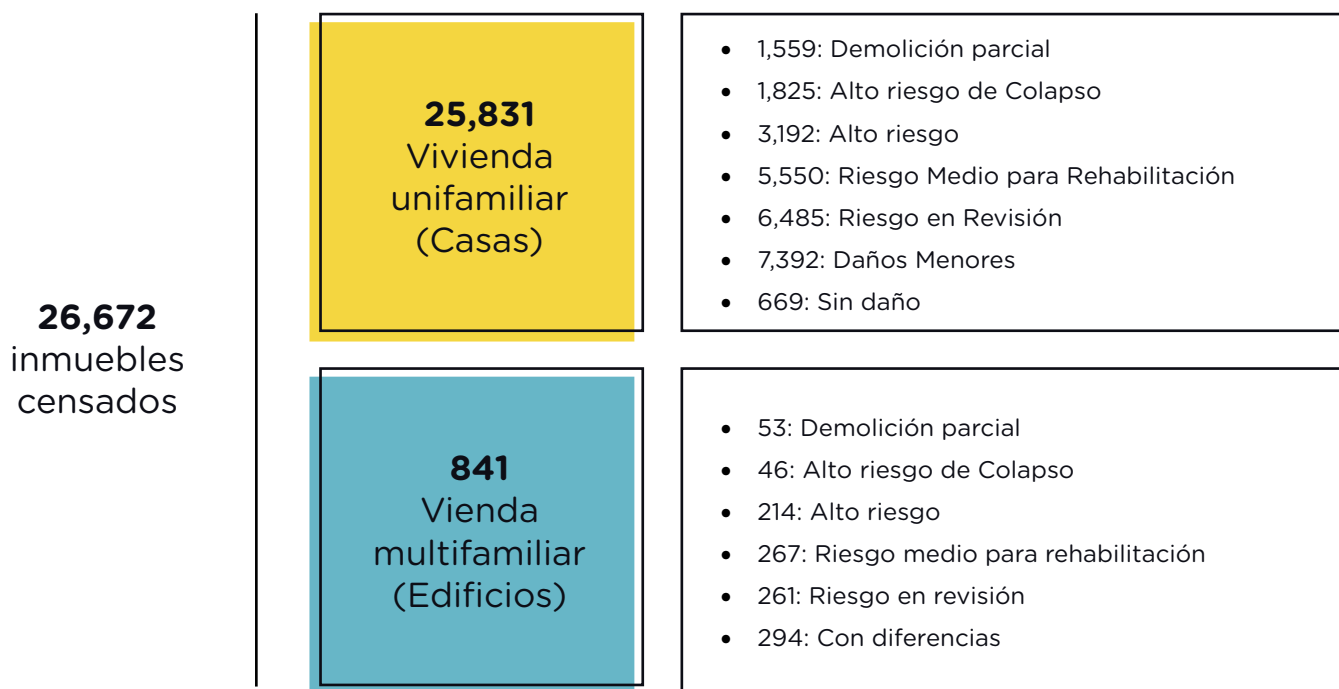 26,672
inmuebles
censados
25,831
Vivienda
unifamiliar
(Casas)
• 1,559: Demolición parcial
• 1,825: Alto riesgo de Colapso
• 3,192: Alto riesgo
• 5,550: Riesgo Medio para Rehabilitación
• 6,485: Riesgo en Revisión
• 7,392: Daños Menores
• 669: Sin daño
841
Vienda
multifamiliar
(Edificios)
• 53: Demolición parcial
• 46: Alto riesgo de Colapso
• 214: Alto riesgo
• 267: Riesgo medio para rehabilitación
• 261: Riesgo en revisión
• 294: Con diferencias